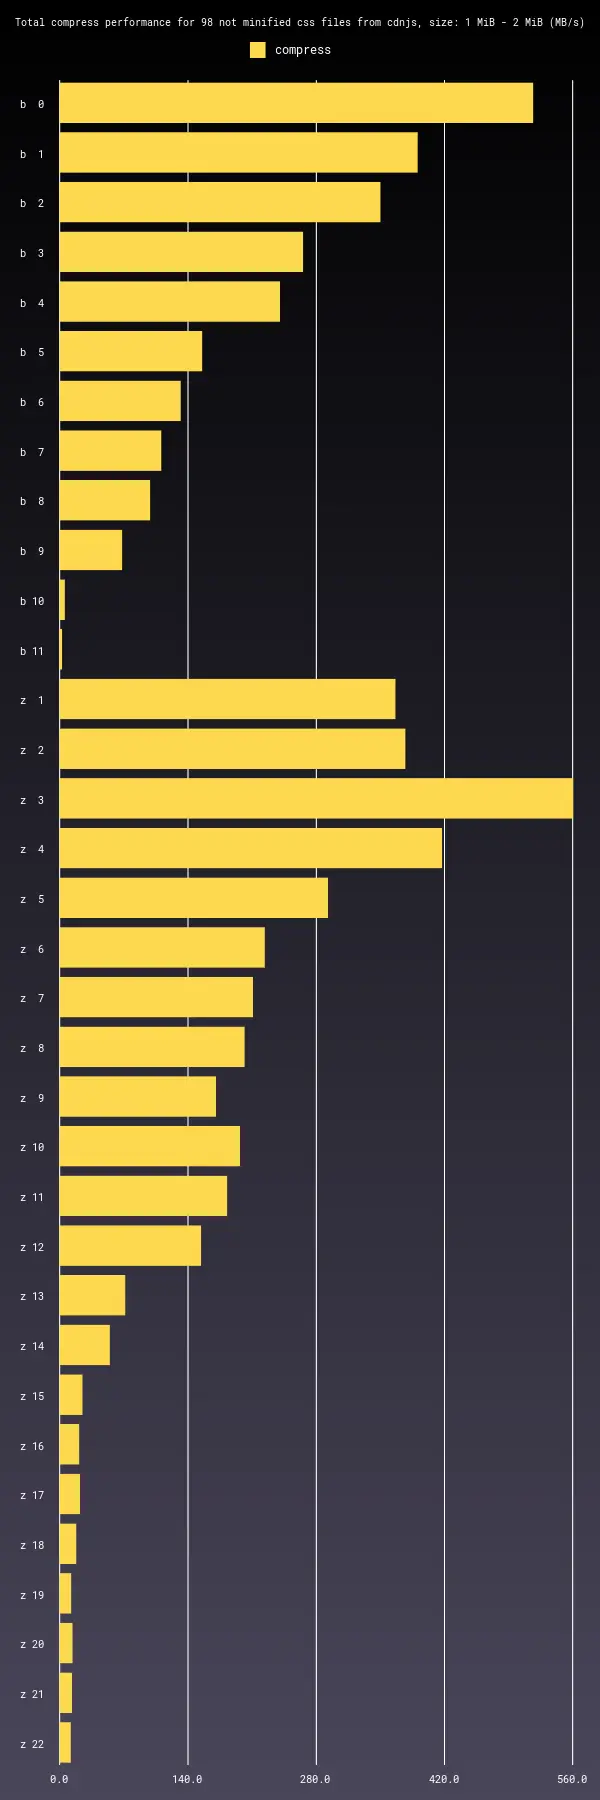 Total compress performance for 98 not minified css files from cdnjs, size: 1 MiB - 2 MiB (MB/s)
compress
b 0
b 1
b 2
b 3
b 4
b 5
b 6
b 7
b 8
b 9
b 10
b 11
z 1
z 2
z 3
z 4
z 5
z 6
z 7
z 8
z 9
z 10
z 11
z 12
z 13
z 14
z 15
z 16
z 17
z 18
z 19
z 20
z 21
z 22
0.0 140.0 280.0 420.0 560.0